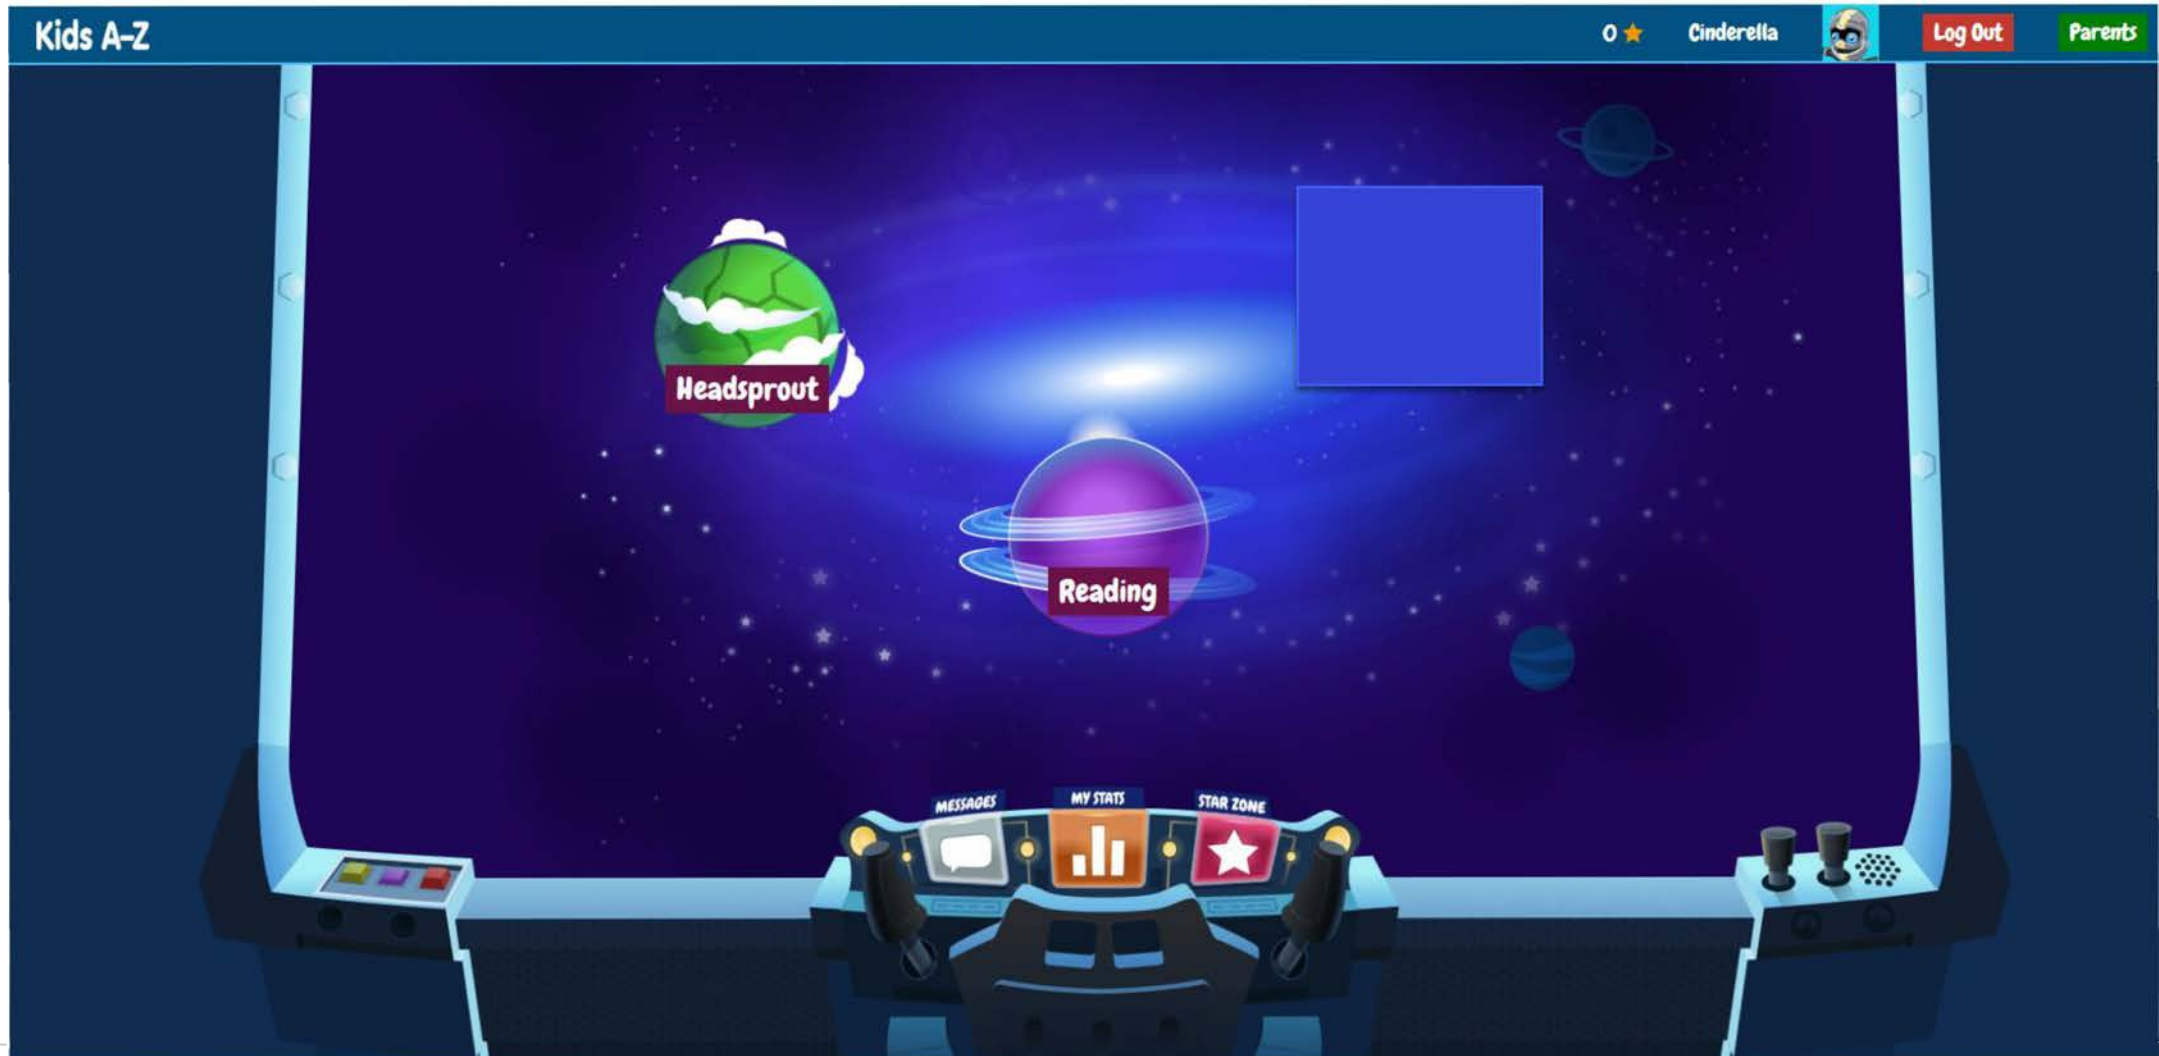 Kids A-Z
0
Cinderella
Log Out
Parents
Headsprout
Reading
MESSAGES
MY STATS
STAR ZONE